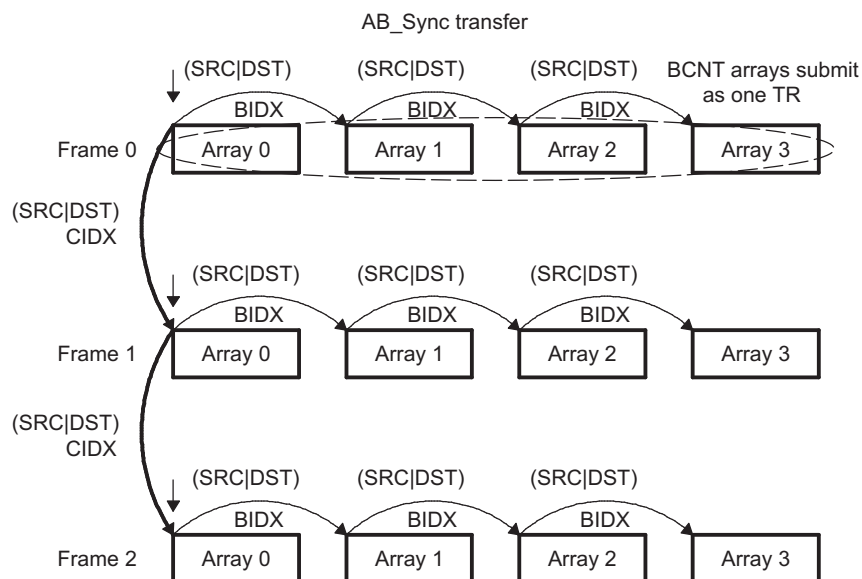 AB_Sync transfer
(SRC|DST) (SRC|DST) (SRC|DST) BCNT arrays submit
as one TR
BIDX BIDX BIDX
Frame 0 Array 0 Array 1 Array 2 Array 3
(SRC|DST)
CIDX
(SRC|DST) (SRC|DST) (SRC|DST)
BIDX BIDX BIDX
Frame 1 Array 0 Array 1 Array 2 Array 3
(SRC|DST)
CIDX
(SRC|DST) (SRC|DST) (SRC|DST)
BIDX BIDX BIDX
Frame 2 Array 0 Array 1 Array 2 Array 3